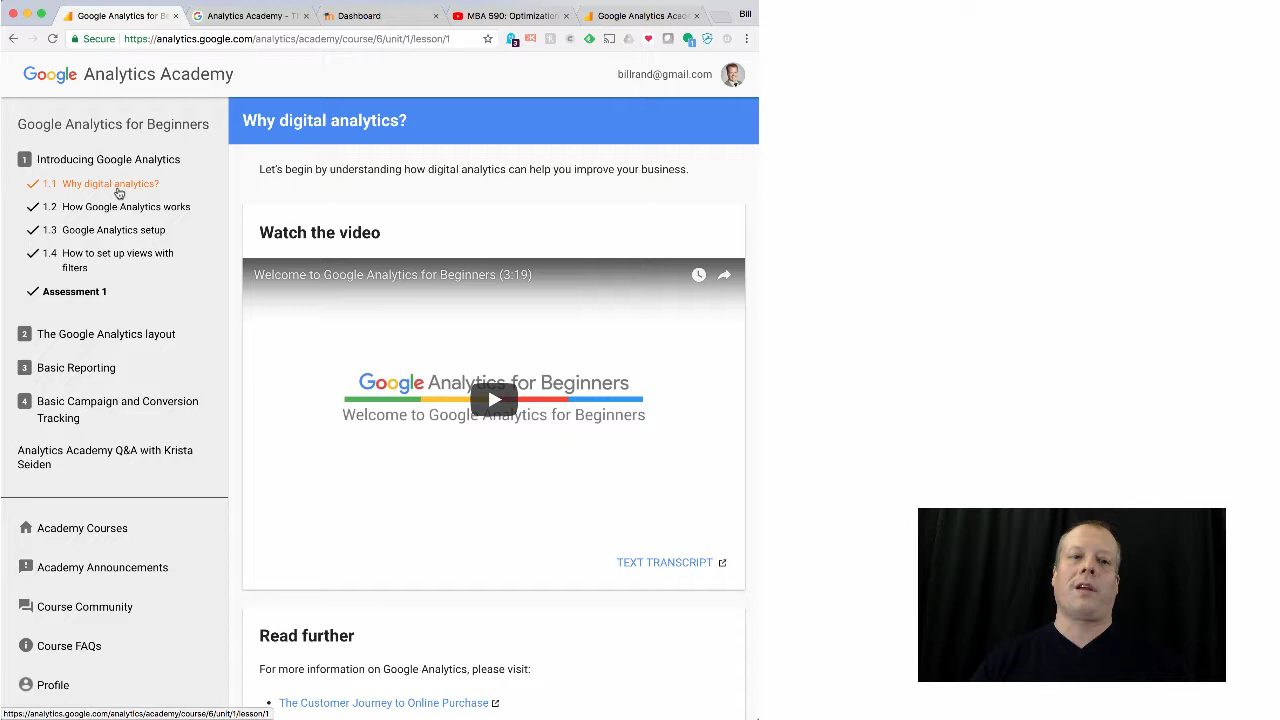 Google Analytics for Be
Analytics Academy - Th
Dashboard
MBA 590: Optimization
Google Analytics Acade
Bill
Secure
https://analytics.google.com/analytics/academy/course/6/unit/1/lesson/1
Google Analytics Academy
billrand@gmail.com
Google Analytics for Beginners
1 Introducing Google Analytics
1.1 Why digital analytics?
1.2 How Google Analytics works
1.3 Google Analytics setup
1.4 How to set up views with
filters
Assessment 1
2 The Google Analytics layout
3 Basic Reporting
4 Basic Campaign and Conversion
Tracking
Analytics Academy Q&A with Krista
Seiden
Academy Courses
Academy Announcements
Course Community
Course FAQs
Profile
https://analytics.google.com/analytics/academy/course/6/unit/1/lesson/1
Why digital analytics?
Let's begin by understanding how digital analytics can help you improve your business.
Watch the video
Welcome to Google Analytics for Beginners (3:19)
Google Analytics for Beginners
Welcome to Google Analytics for Beginners
TEXT TRANSCRIPT
Read further
For more information on Google Analytics, please visit:
The Customer Journey to Online Purchase